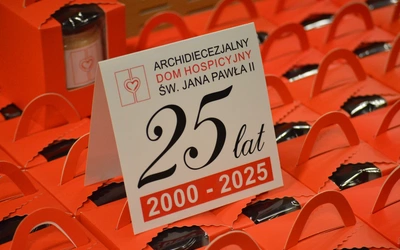 ARCHIDIECEZJALNY
DOM HOSPICYJNY
ŚW. JANA PAWŁA II
25 lat
2000 - 2025